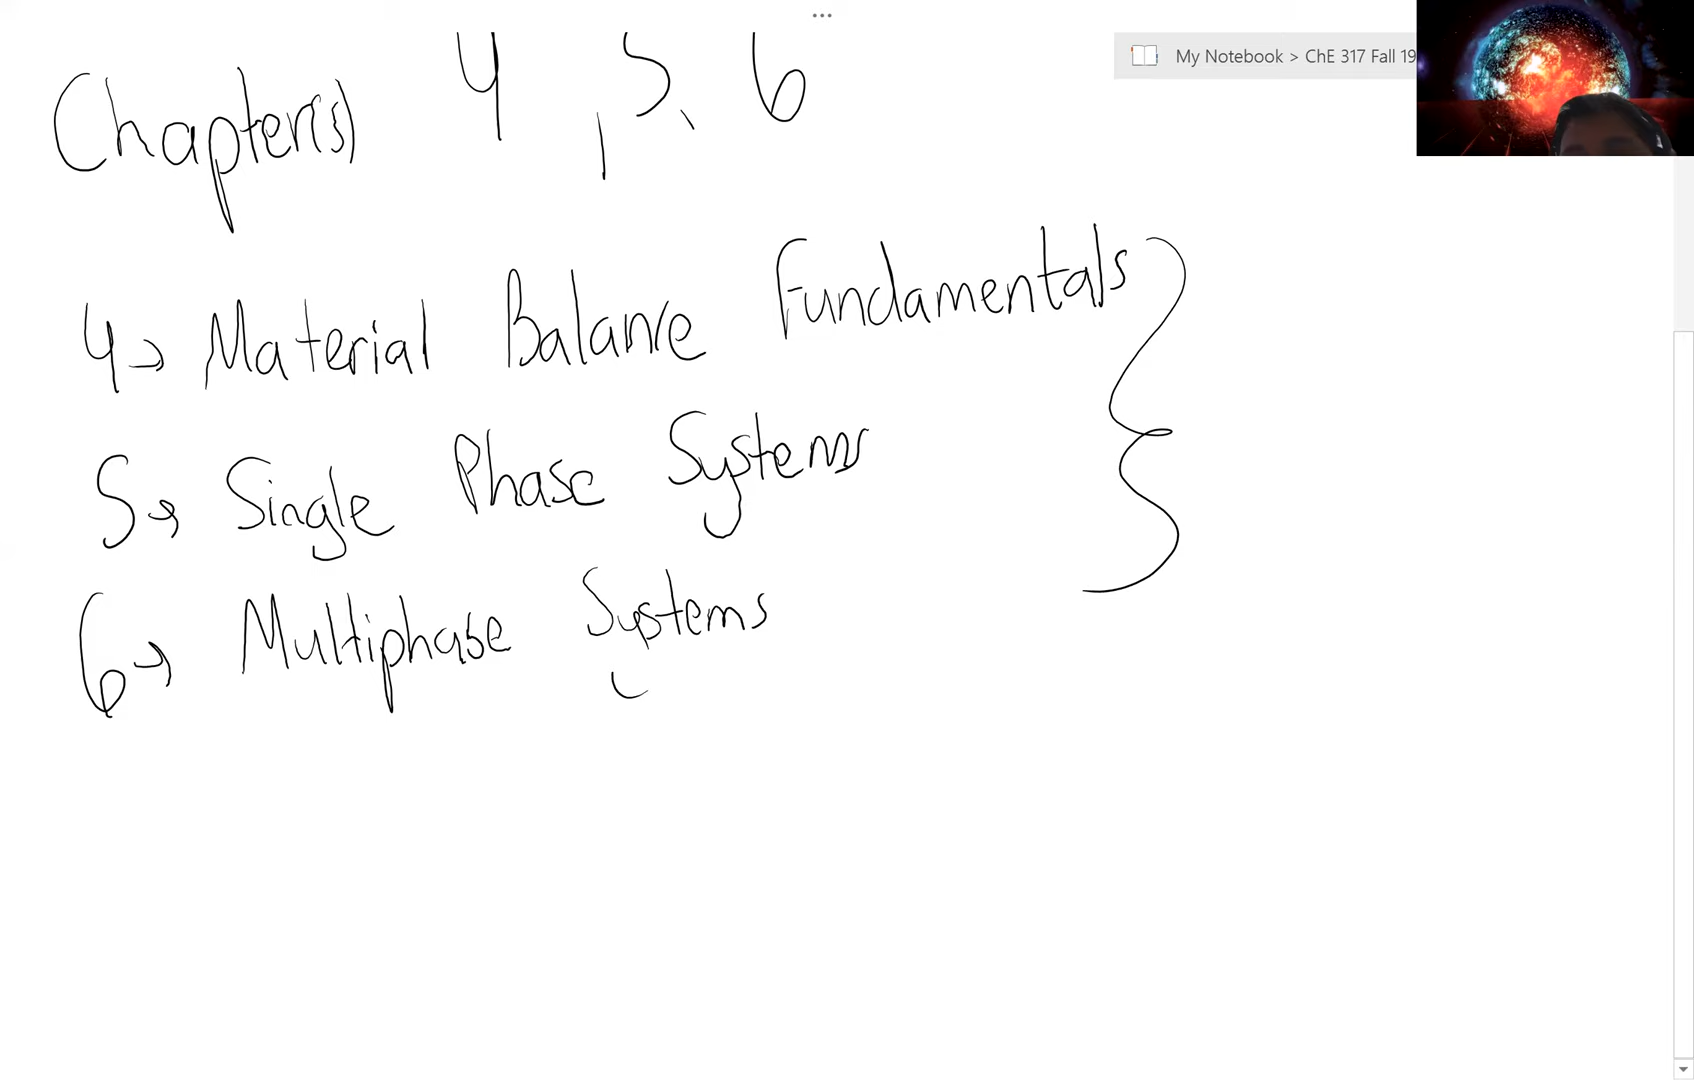 My Notebook > ChE 317 Fall 19
Chapter(s) 4, 5, 6
4→ Material Balance Fundamentals
5→ Single Phase Systems
6→ Multiphase Systems